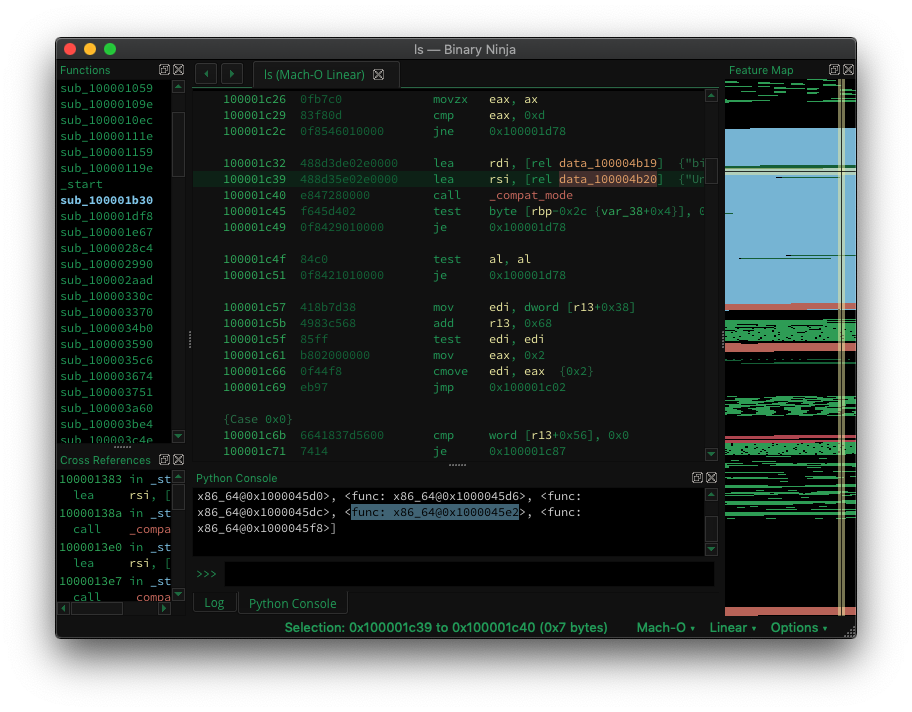 ls — Binary Ninja
Functions
sub_100001059
sub_10000109e
sub_1000010ec
sub_10000111e
sub_100001159
sub_10000119e
_start
sub_100001b30
sub_100001df8
sub_100001e67
sub_1000028c4
sub_100002990
sub_100002aad
sub_10000330c
sub_100003370
sub_1000034b0
sub_100003590
sub_1000035c6
sub_100003674
sub_100003751
sub_100003a60
sub_100003be4
sub_100003c4e
Cross References
100001383 in _st
lea rsi, [
10000138a in _st
call _compa
1000013e0 in _st
lea rsi, [
1000013e7 in _st
call _compa
ls (Mach-O Linear)
100001c26 0fb7c0 movzx eax, ax
100001c29 83f80d cmp eax, 0xd
100001c2c 0f8546010000 jne 0x100001d78
100001c32 488d3de02e0000 lea rdi, [rel data_100004b19] {"bi
100001c39 488d35e02e0000 lea rsi, [rel data_100004b20] {"Un
100001c40 e847280000 call _compat_mode
100001c45 f645d402 test byte [rbp-0x2c {var_38+0x4}], 0
100001c49 0f8429010000 je 0x100001d78
100001c4f 84c0 test al, al
100001c51 0f8421010000 je 0x100001d78
100001c57 418b7d38 mov edi, dword [r13+0x38]
100001c5b 4983c568 add r13, 0x68
100001c5f 85ff test edi, edi
100001c61 b802000000 mov eax, 0x2
100001c66 0f44f8 cmove edi, eax {0x2}
100001c69 eb97 jmp 0x100001c02
{Case 0x0}
100001c6b 6641837d5600 cmp word [r13+0x56], 0x0
100001c71 7414 je 0x100001c87
Python Console
x86_64@0x1000045d0>, <func: x86_64@0x1000045d6>, <func:
x86_64@0x1000045dc>, <func: x86_64@0x1000045e2>, <func:
x86_64@0x1000045f8>]
>>>
Log Python Console
Feature Map
Selection: 0x100001c39 to 0x100001c40 (0x7 bytes) Mach-O Linear Options